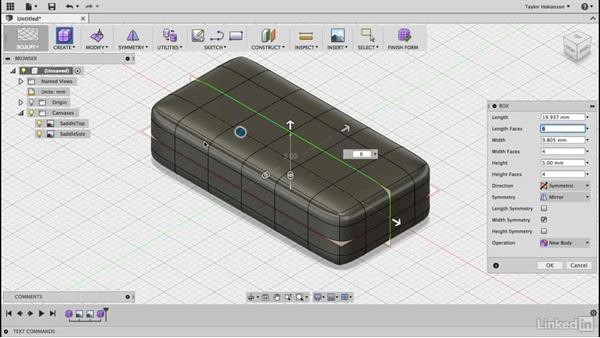 Taylor Hokanson
Untitled*
SCULPT
CREATE
MODIFY
SYMMETRY
UTILITIES
SKETCH
CONSTRUCT
INSPECT
INSERT
SELECT
FINISH FORM
BROWSER
(Unsaved)
Named Views
Units: mm
Origin
Canvases
SaddleTop
SaddleSide
5.00
6
BOX
Length 19.937 mm
Length Faces 6
Width 9.805 mm
Width Faces 4
Height 5.00 mm
Height Faces 4
Direction Symmetric
Symmetry Mirror
Length Symmetry
Width Symmetry
Height Symmetry
Operation New Body
OK Cancel
COMMENTS
TEXT COMMANDS
LinkedIn